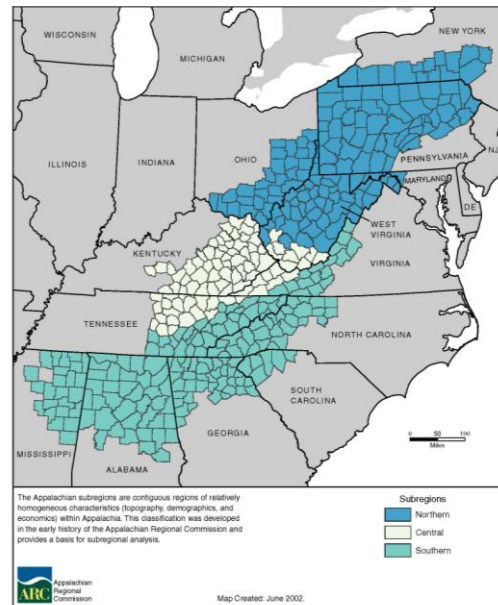 WISCONSIN
MICHIGAN
NEW YORK
ILLINOIS
INDIANA
OHIO
PENNSYLVANIA
NJ
MARYLAND
DE
WEST
VIRGINIA
KENTUCKY
VIRGINIA
TENNESSEE
NORTH CAROLINA
SOUTH
CAROLINA
GEORGIA
MISSISSIPPI
ALABAMA
0 50 100
Miles
The Appalachian subregions are contiguous regions of relatively
homogeneous characteristics (topography, demographics, and
economics) within Appalachia. This classification was developed
in the early history of the Appalachian Regional Commission and
provides a basis for subregional analysis.
Subregions
Northern
Central
Southern
ARC
Appalachian
Regional
Commission
Map Created: June 2002.